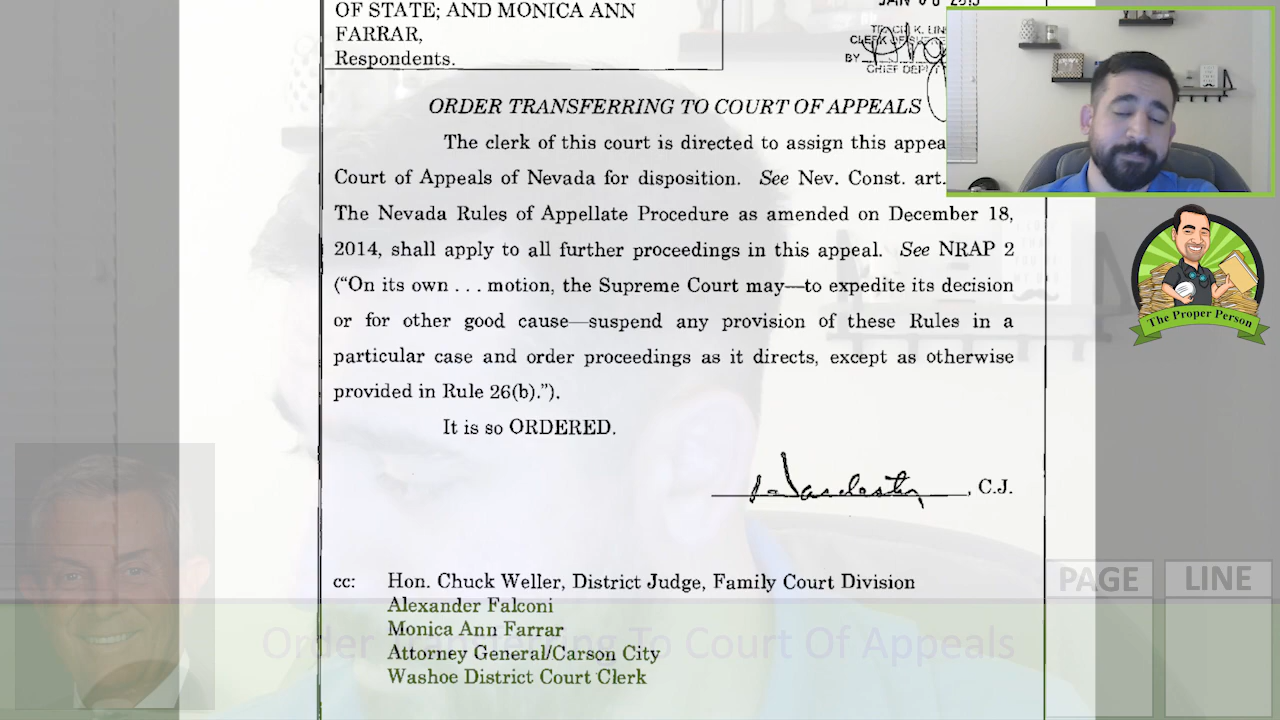 OF STATE; AND MONICA ANN
FARRAR,
Respondents.
CLERK OF
BY
CHIEF DEPUT
ORDER TRANSFERRING TO COURT OF APPEALS
The clerk of this court is directed to assign this appea
Court of Appeals of Nevada for disposition. See Nev. Const. art.
The Nevada Rules of Appellate Procedure as amended on December 18,
2014, shall apply to all further proceedings in this appeal. See NRAP 2
(“On its own . . . motion, the Supreme Court may—to expedite its decision
or for other good cause—suspend any provision of these Rules in a
particular case and order proceedings as it directs, except as otherwise
provided in Rule 26(b).”).
It is so ORDERED.
, C.J.
cc: Hon. Chuck Weller, District Judge, Family Court Division
Alexander Falconi
Monica Ann Farrar
Attorney General/Carson City
Washoe District Court Clerk
Order Transferring To Court Of Appeals
The Proper Person
PAGE LINE